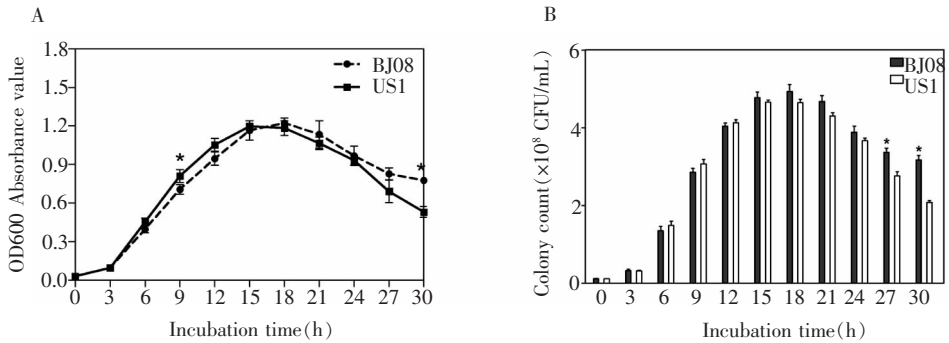 A
OD600 Absorbance value
1.8
1.5
1.2
0.9
0.6
0.3
0.0
BJ08
US1
*
*
0 3 6 9 12 15 18 21 24 27 30
Incubation time(h)
B
Colony count(×10⁸ CFU/mL)
6
4
2
0
BJ08
US1
*
*
0 3 6 9 12 15 18 21 24 27 30
Incubation time(h)